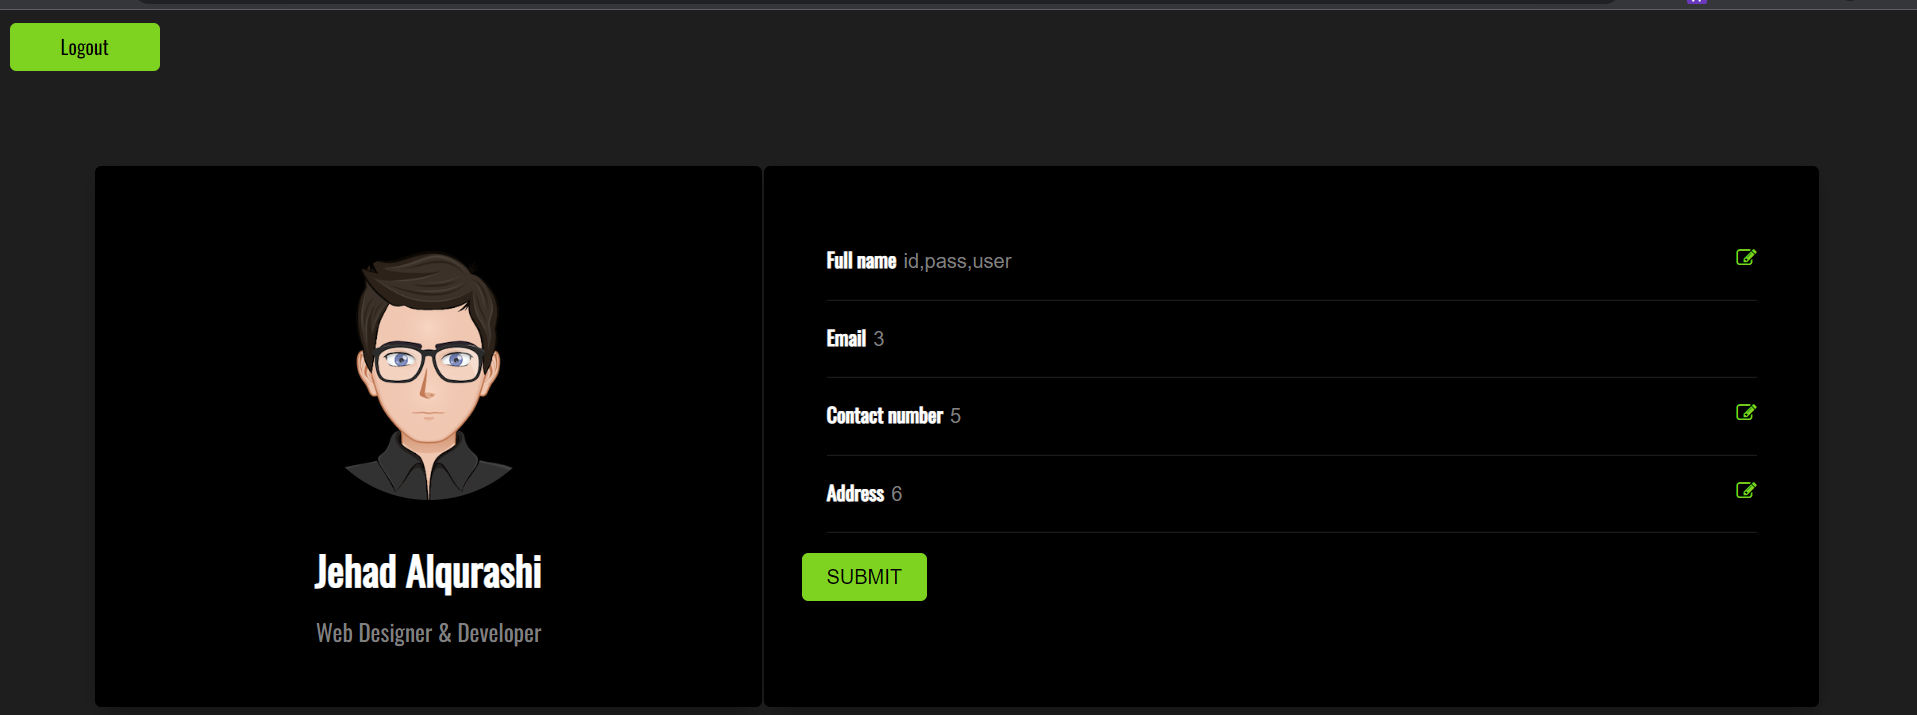 Logout
Full name id,pass,user
Email 3
Contact number 5
Address 6
SUBMIT
Jehad Alqurashi
Web Designer & Developer